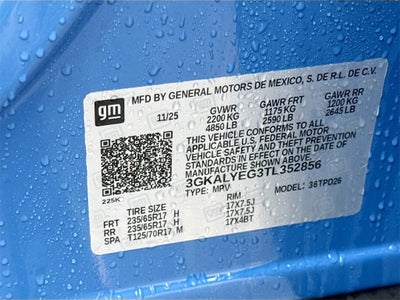 gm
MFD BY GENERAL MOTORS DE MEXICO, S. DE R.L. DE C.V.
11/25 GVWR GAWR FRT GAWR RR
2200 KG 1175 KG 1200 KG
4850 LB 2590 LB 2645 LB
THIS VEHICLE CONFORMS TO ALL APPLICABLE
FEDERAL MOTOR VEHICLE SAFETY, BUMPER,
AND THEFT PREVENTION STANDARDS IN EFFECT
ON THE DATE OF MANUFACTURE SHOWN ABOVE.
3GKALYEG3TL352856
225K TYPE: MPV MODEL: 36TPD26
TIRE SIZE RIM
FRT 235/65R17 H 17X7.5J
RR 235/65R17 H 17X7.5J
SPA T125/70R17 M 17X4BT